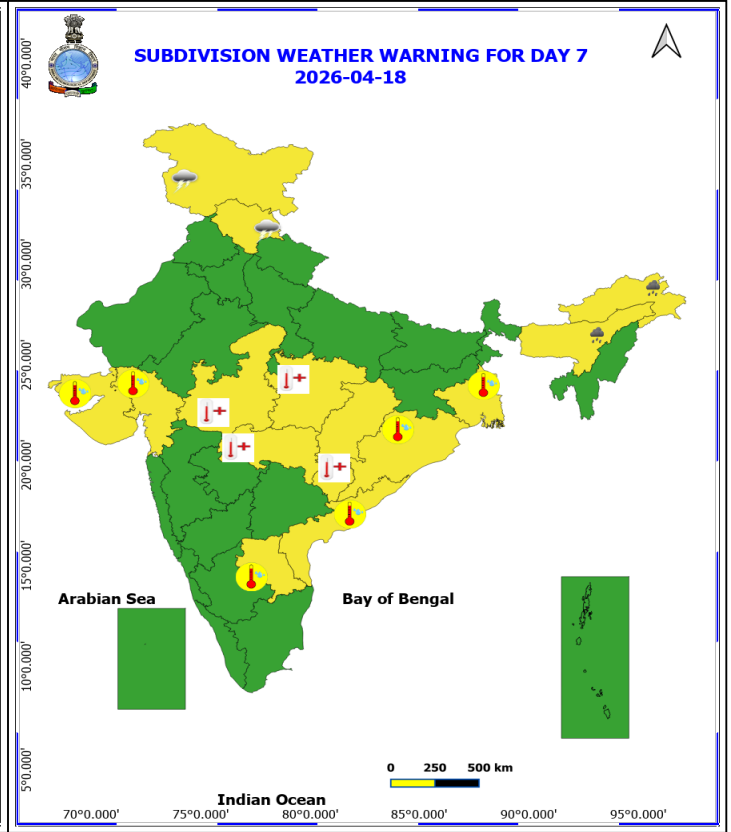 SUBDIVISION WEATHER WARNING FOR DAY 7
2026-04-18
40°0.000'
35°0.000'
30°0.000'
25°0.000'
20°0.000'
15°0.000'
10°0.000'
5°0.000'
Arabian Sea
Bay of Bengal
0 250 500 km
Indian Ocean
70°0.000' 75°0.000' 80°0.000' 85°0.000' 90°0.000' 95°0.000'